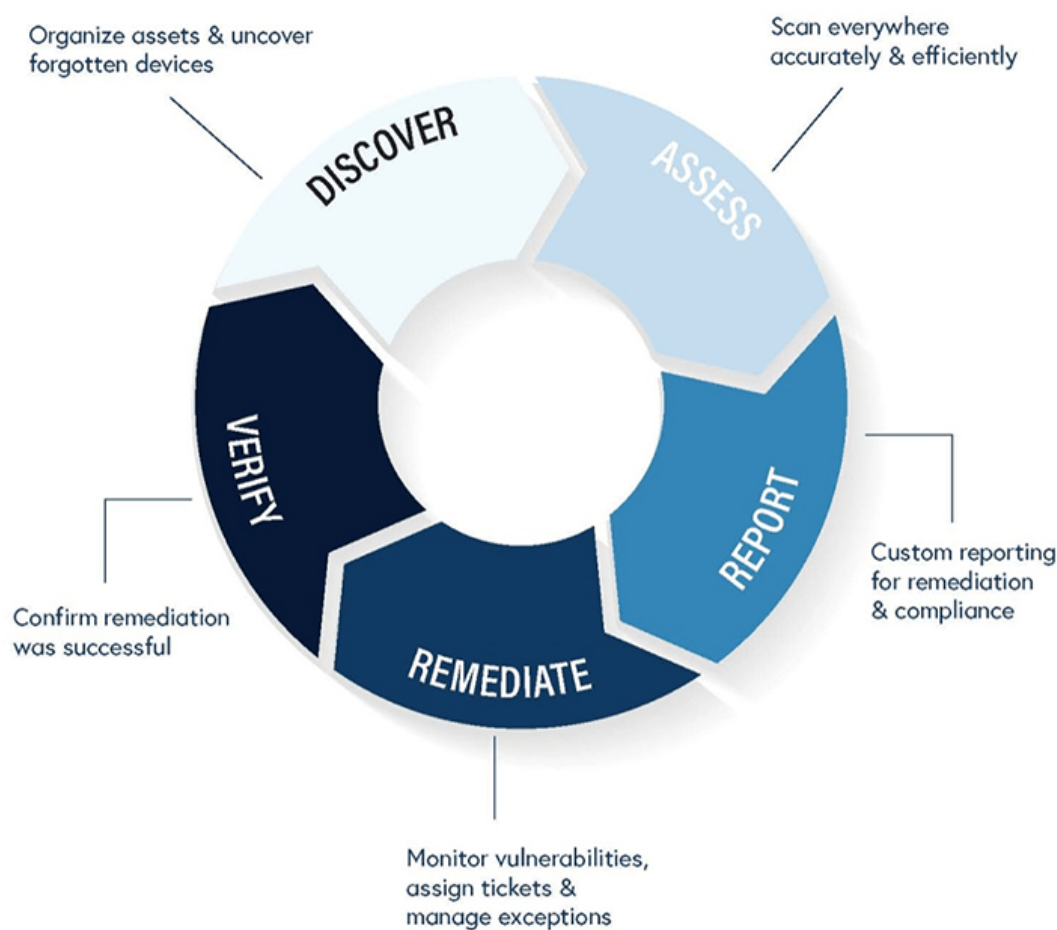 Organize assets & uncover
forgotten devices
Scan everywhere
accurately & efficiently
DISCOVER
ASSESS
REPORT
Custom reporting
for remediation
& compliance
REMEDIATE
Monitor vulnerabilities,
assign tickets &
manage exceptions
VERIFY
Confirm remediation
was successful